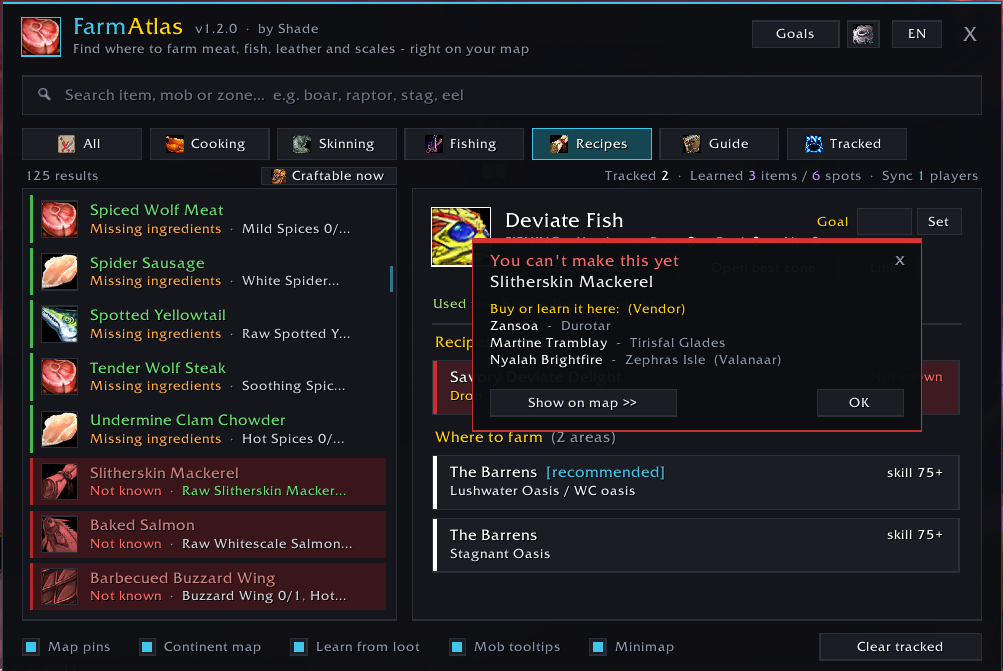 FarmAtlas v1.2.0 · by Shade
Find where to farm meat, fish, leather and scales - right on your map
Goals
EN
X
Search item, mob or zone... e.g. boar, raptor, stag, eel
All
Cooking
Skinning
Fishing
Recipes
Guide
Tracked
125 results
Craftable now
Tracked 2 · Learned 3 items / 6 spots · Sync 1 players
Spiced Wolf Meat
Missing ingredients · Mild Spices 0/...
Spider Sausage
Missing ingredients · White Spider...
Spotted Yellowtail
Missing ingredients · Raw Spotted Y...
Tender Wolf Steak
Missing ingredients · Soothing Spic...
Undermine Clam Chowder
Missing ingredients · Hot Spices 0/...
Slitherskin Mackerel
Not known · Raw Slitherskin Macker...
Baked Salmon
Not known · Raw Whitescale Salmon...
Barbecued Buzzard Wing
Not known · Buzzard Wing 0/1, Hot...
Deviate Fish
Goal
Set
You can't make this yet
X
Slitherskin Mackerel
Buy or learn it here: (Vendor)
Zansoa - Durotar
Martine Tramblay - Tirisfal Glades
Nyalah Brightfire - Zephras Isle (Valanaar)
Show on map >>
OK
Used
Savory Deviate Delight
Where to farm (2 areas)
The Barrens [recommended]
skill 75+
Lushwater Oasis / WC oasis
The Barrens
skill 75+
Stagnant Oasis
Map pins
Continent map
Learn from loot
Mob tooltips
Minimap
Clear tracked